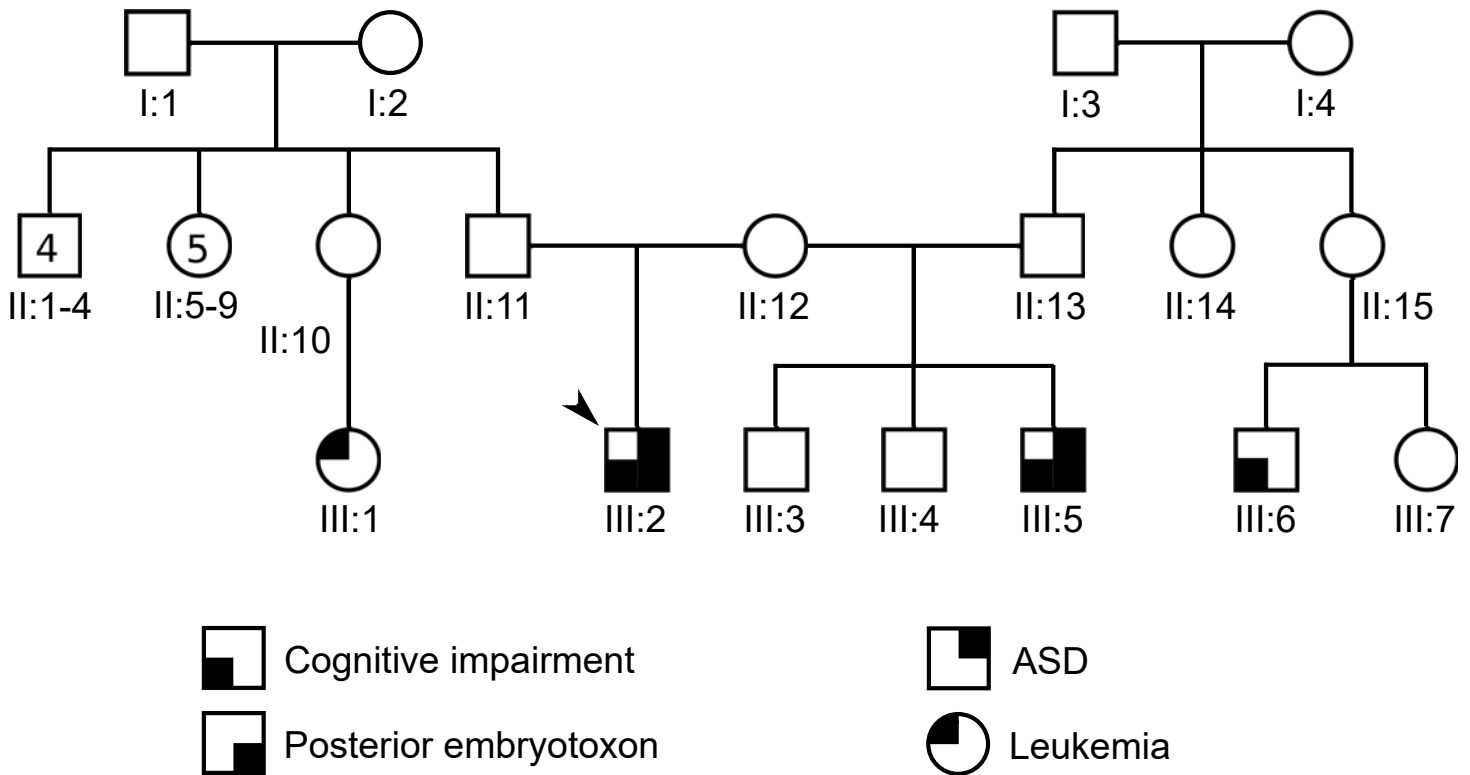 I:1
I:2
I:3
I:4
4
5
II:1-4
II:5-9
II:10
II:11
II:12
II:13
II:14
II:15
III:1
III:2
III:3
III:4
III:5
III:6
III:7
Cognitive impairment
ASD
Posterior embryotoxon
Leukemia